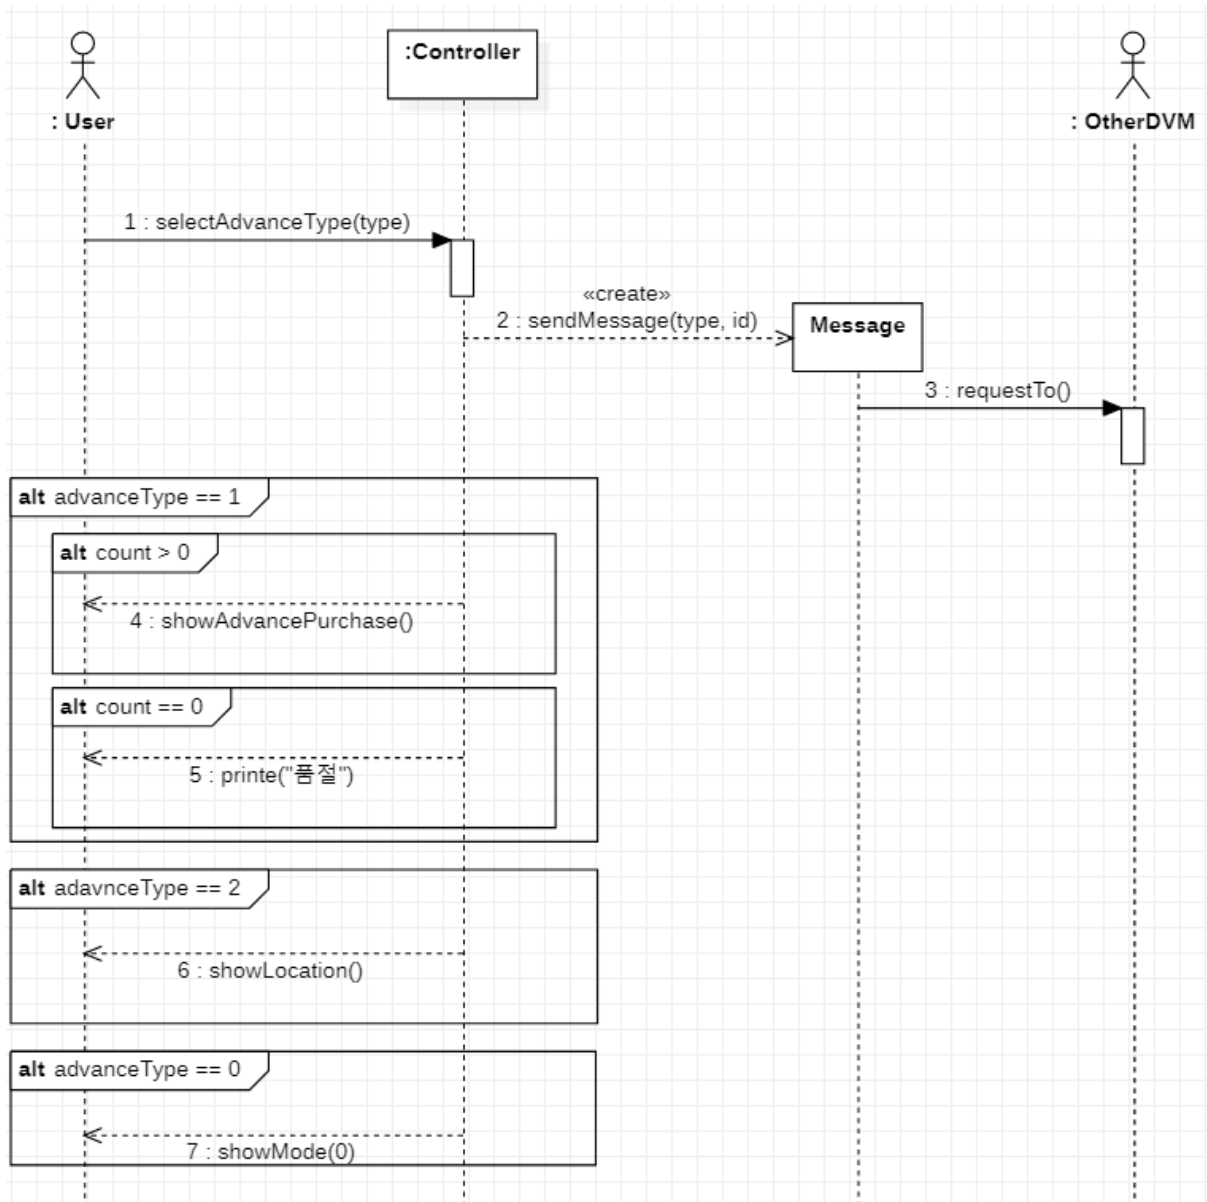 :Controller
: User
: OtherDVM
1 : selectAdvanceType(type)
«create»
2 : sendMessage(type, id)
Message
3 : requestTo()
alt advanceType == 1
alt count > 0
4 : showAdvancePurchase()
alt count == 0
5 : printe("품절")
alt adavnceType == 2
6 : showLocation()
alt advanceType == 0
7 : showMode(0)